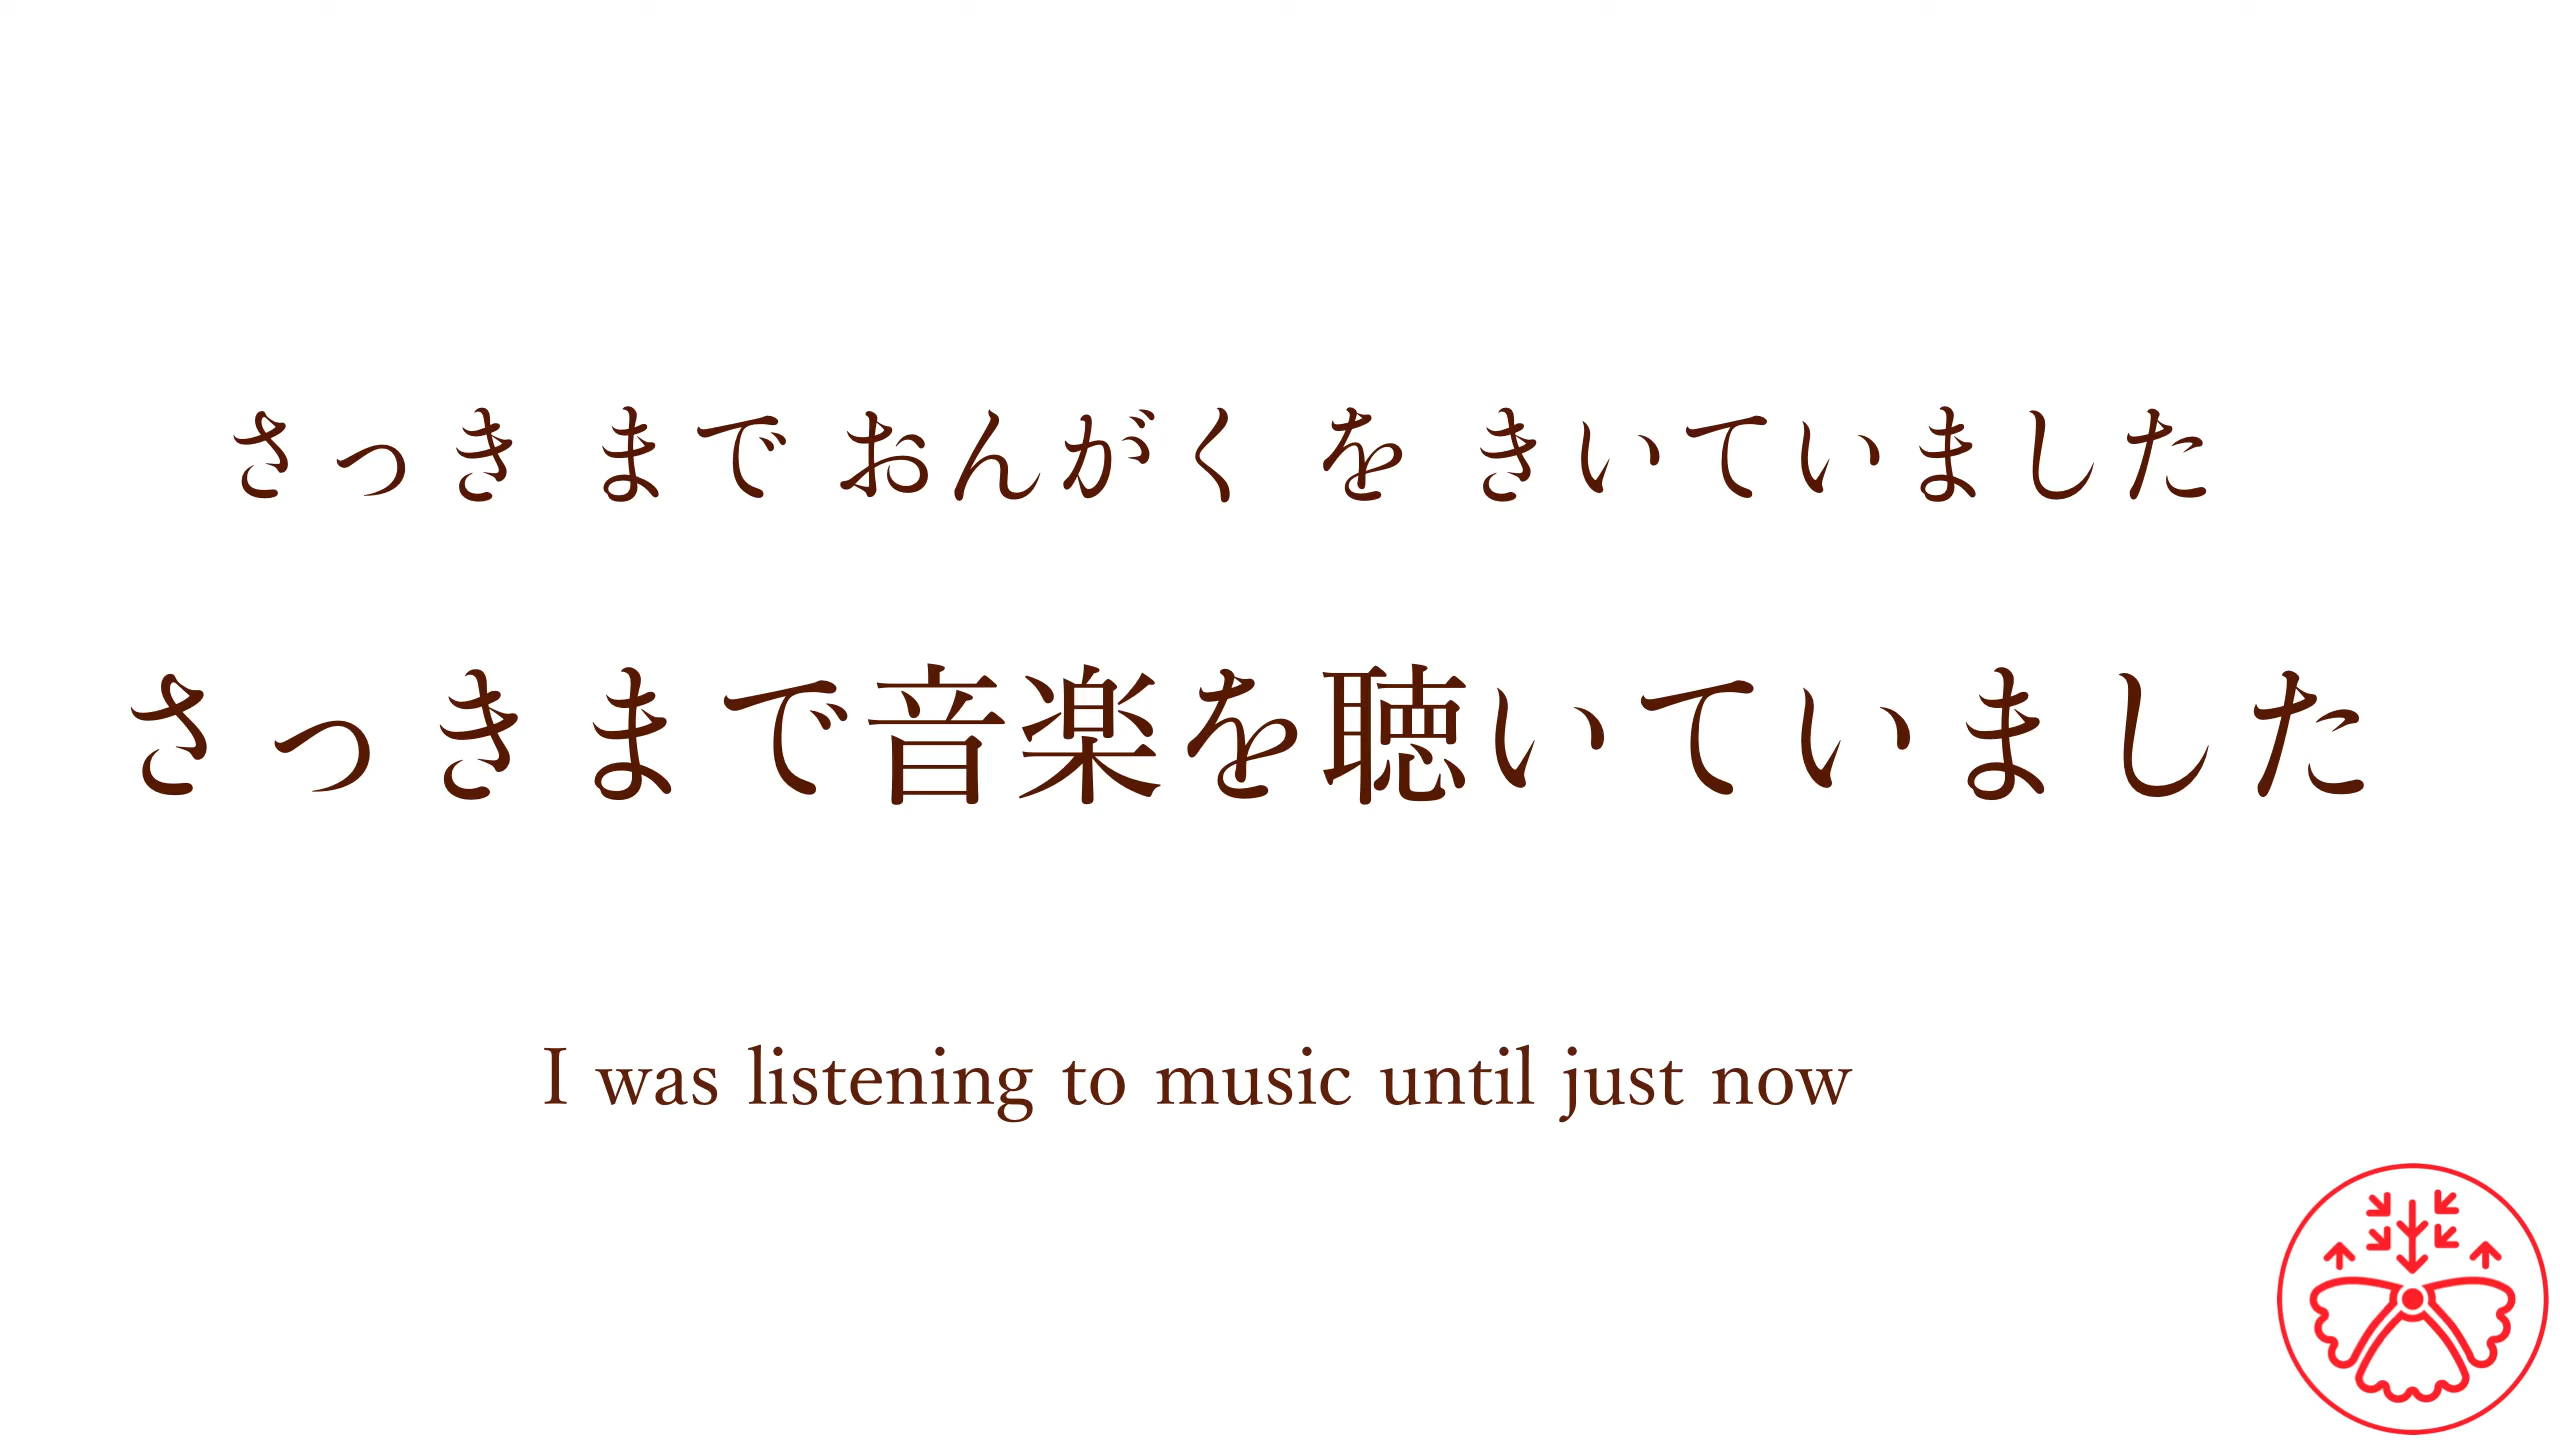 さっき まで おんがく を きいていました
さっきまで音楽を聴いていました
I was listening to music until just now